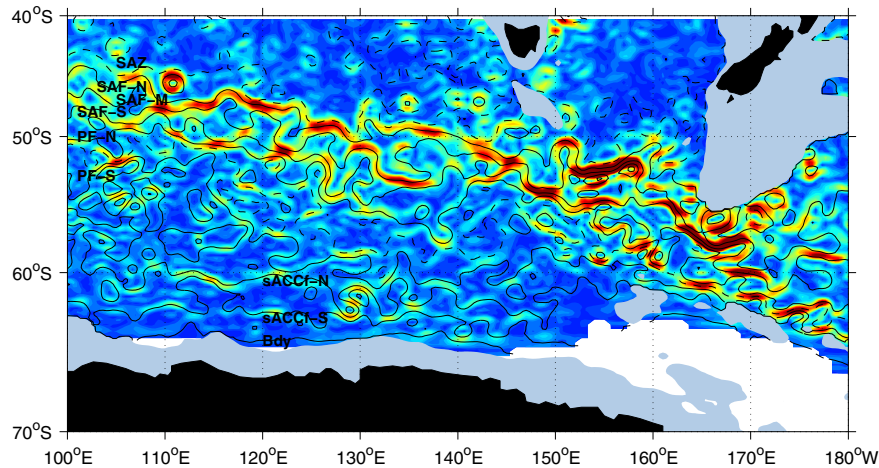 40°S
SAZ
SAF-N
SAF-M
SAF-S
50°S
PF-N
PF-S
60°S
sACCf-N
sACCf-S
Bdy
70°S
100°E 110°E 120°E 130°E 140°E 150°E 160°E 170°E 180°W